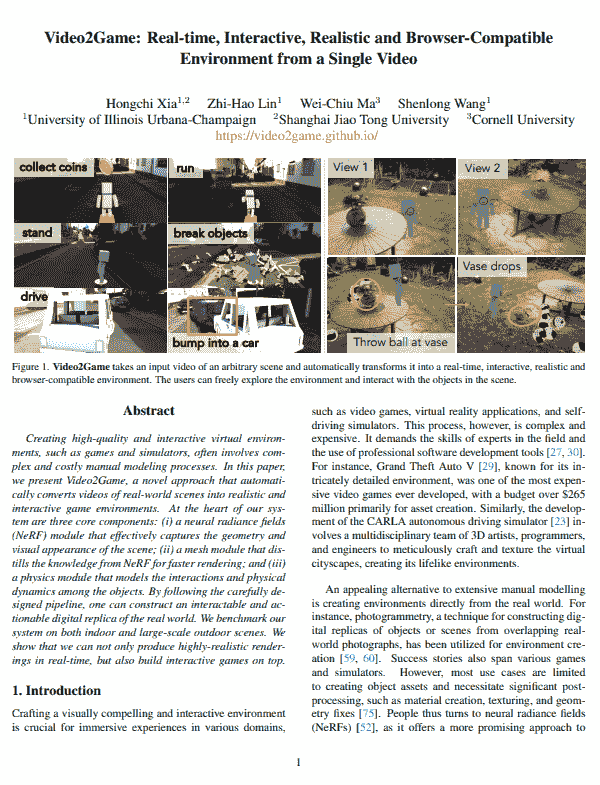 Video2Game: Real-time, Interactive, Realistic and Browser-Compatible
Environment from a Single Video
Hongchi Xia1,2 Zhi-Hao Lin1 Wei-Chiu Ma3 Shenlong Wang1
1University of Illinois Urbana-Champaign 2Shanghai Jiao Tong University 3Cornell University
https://video2game.github.io/
collect coins
run
stand
break objects
drive
bump into a car
View 1
View 2
Vase drops
Throw ball at vase
Figure 1. Video2Game takes an input video of an arbitrary scene and automatically transforms it into a real-time, interactive, realistic and
browser-compatible environment. The users can freely explore the environment and interact with the objects in the scene.
Abstract
Creating high-quality and interactive virtual environ-
ments, such as games and simulators, often involves com-
plex and costly manual modeling processes. In this paper,
we present Video2Game, a novel approach that automati-
cally converts videos of real-world scenes into realistic and
interactive game environments. At the heart of our sys-
tem are three core components: (i) a neural radiance fields
(NeRF) module that effectively captures the geometry and
visual appearance of the scene; (ii) a mesh module that dis-
tills the knowledge from NeRF for faster rendering; and (iii)
a physics module that models the interactions and physical
dynamics among the objects. By following the carefully de-
signed pipeline, one can construct an interactable and ac-
tionable digital replica of the real world. We benchmark our
system on both indoor and large-scale outdoor scenes. We
show that we can not only produce highly-realistic render-
ings in real-time, but also build interactive games on top.
1. Introduction
Crafting a visually compelling and interactive environment
is crucial for immersive experiences in various domains,
such as video games, virtual reality applications, and self-
driving simulators. This process, however, is complex and
expensive. It demands the skills of experts in the field and
the use of professional software development tools [27, 30].
For instance, Grand Theft Auto V [29], known for its in-
tricately detailed environment, was one of the most expen-
sive video games ever developed, with a budget over $265
million primarily for asset creation. Similarly, the develop-
ment of the CARLA autonomous driving simulator [23] in-
volves a multidisciplinary team of 3D artists, programmers,
and engineers to meticulously craft and texture the virtual
cityscapes, creating its lifelike environments.
An appealing alternative to extensive manual modelling
is creating environments directly from the real world. For
instance, photogrammetry, a technique for constructing dig-
ital replicas of objects or scenes from overlapping real-
world photographs, has been utilized for environment cre-
ation [59, 60]. Success stories also span various games
and simulators. However, most use cases are limited
to creating object assets and necessitate significant post-
processing, such as material creation, texturing, and geom-
etry fixes [75]. People thus turns to neural radiance fields
(NeRFs) [52], as it offers a more promising approach to
1